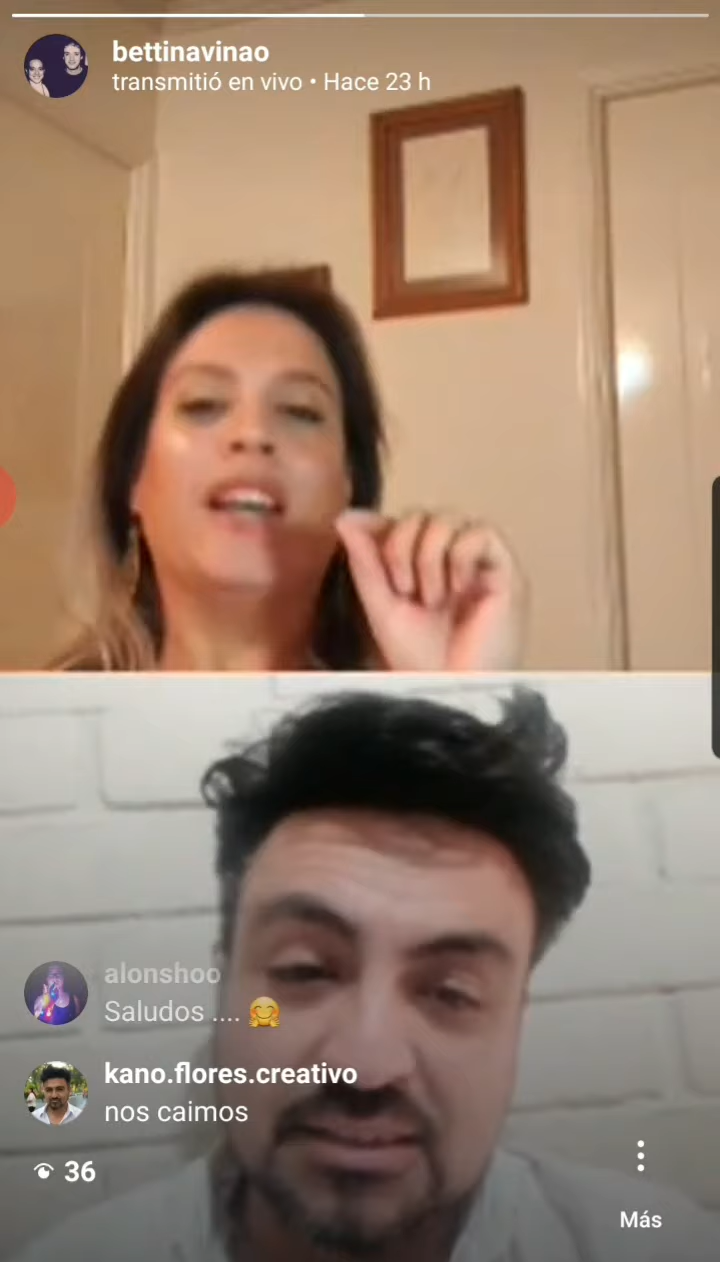 bettinavinao
transmitió en vivo • Hace 23 h
alonshoo
Saludos .... 🤗
kano.flores.creativo
nos caimos
36
Más